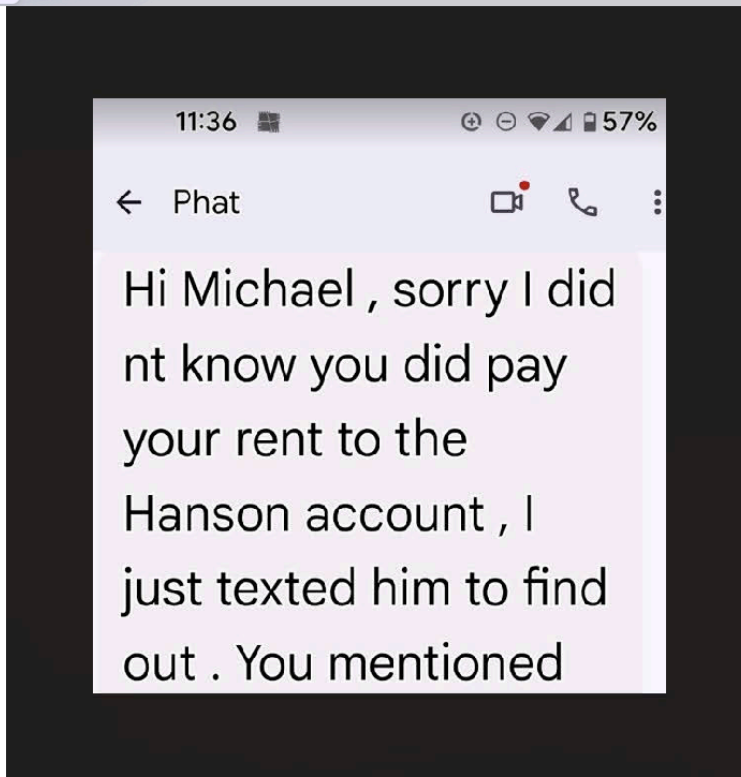 11:36 57%
Phat
Hi Michael , sorry I did
nt know you did pay
your rent to the
Hanson account , I
just texted him to find
out . You mentioned